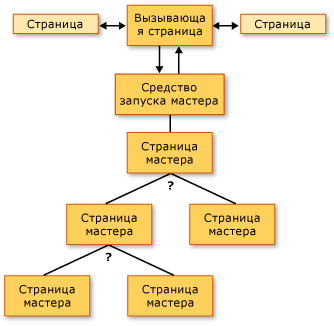 Страница
Вызывающа
я страница
Страница
Средство
запуска мастера
Страница
мастера
?
Страница
мастера
Страница
мастера
?
Страница
мастера
Страница
мастера